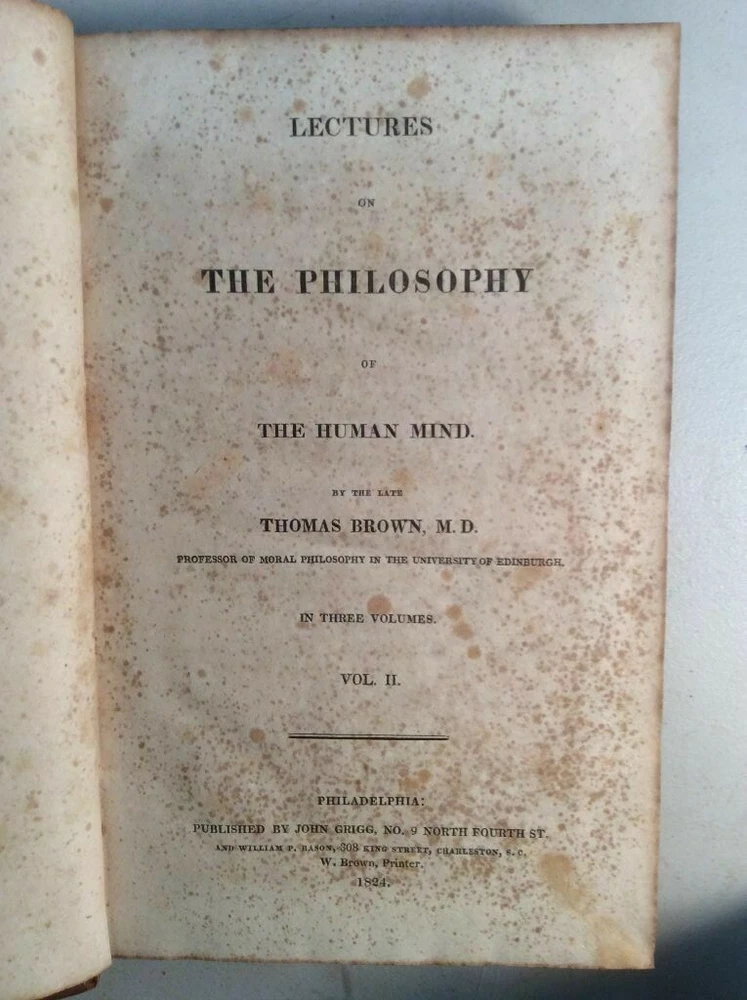 LECTURES
ON
THE PHILOSOPHY
OF
THE HUMAN MIND.
BY THE LATE
THOMAS BROWN, M.D.
PROFESSOR OF MORAL PHILOSOPHY IN THE UNIVERSITY OF EDINBURGH.
IN THREE VOLUMES.
VOL. II.
PHILADELPHIA:
PUBLISHED BY JOHN GRIGG, NO. 9 NORTH FOURTH ST.
AND WILLIAM P. BASON, 308 KING STREET, CHARLESTON, S. C.
W. Brown, Printer.
1824.